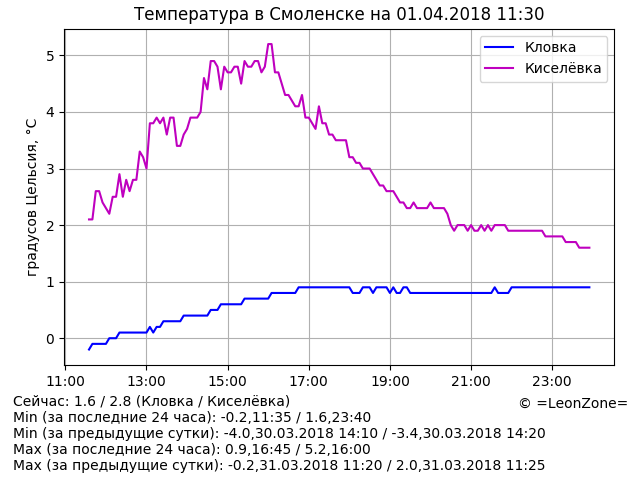 Температура в Смоленске на 01.04.2018 11:30
градусов Цельсия, °C
5
4
3
2
1
0
Кловка
Киселёвка
11:00 13:00 15:00 17:00 19:00 21:00 23:00
Сейчас: 1.6 / 2.8 (Кловка / Киселёвка)
© =LeonZone=
Min (за последние 24 часа): -0.2,11:35 / 1.6,23:40
Min (за предыдущие сутки): -4.0,30.03.2018 14:10 / -3.4,30.03.2018 14:20
Max (за последние 24 часа): 0.9,16:45 / 5.2,16:00
Max (за предыдущие сутки): -0.2,31.03.2018 11:20 / 2.0,31.03.2018 11:25